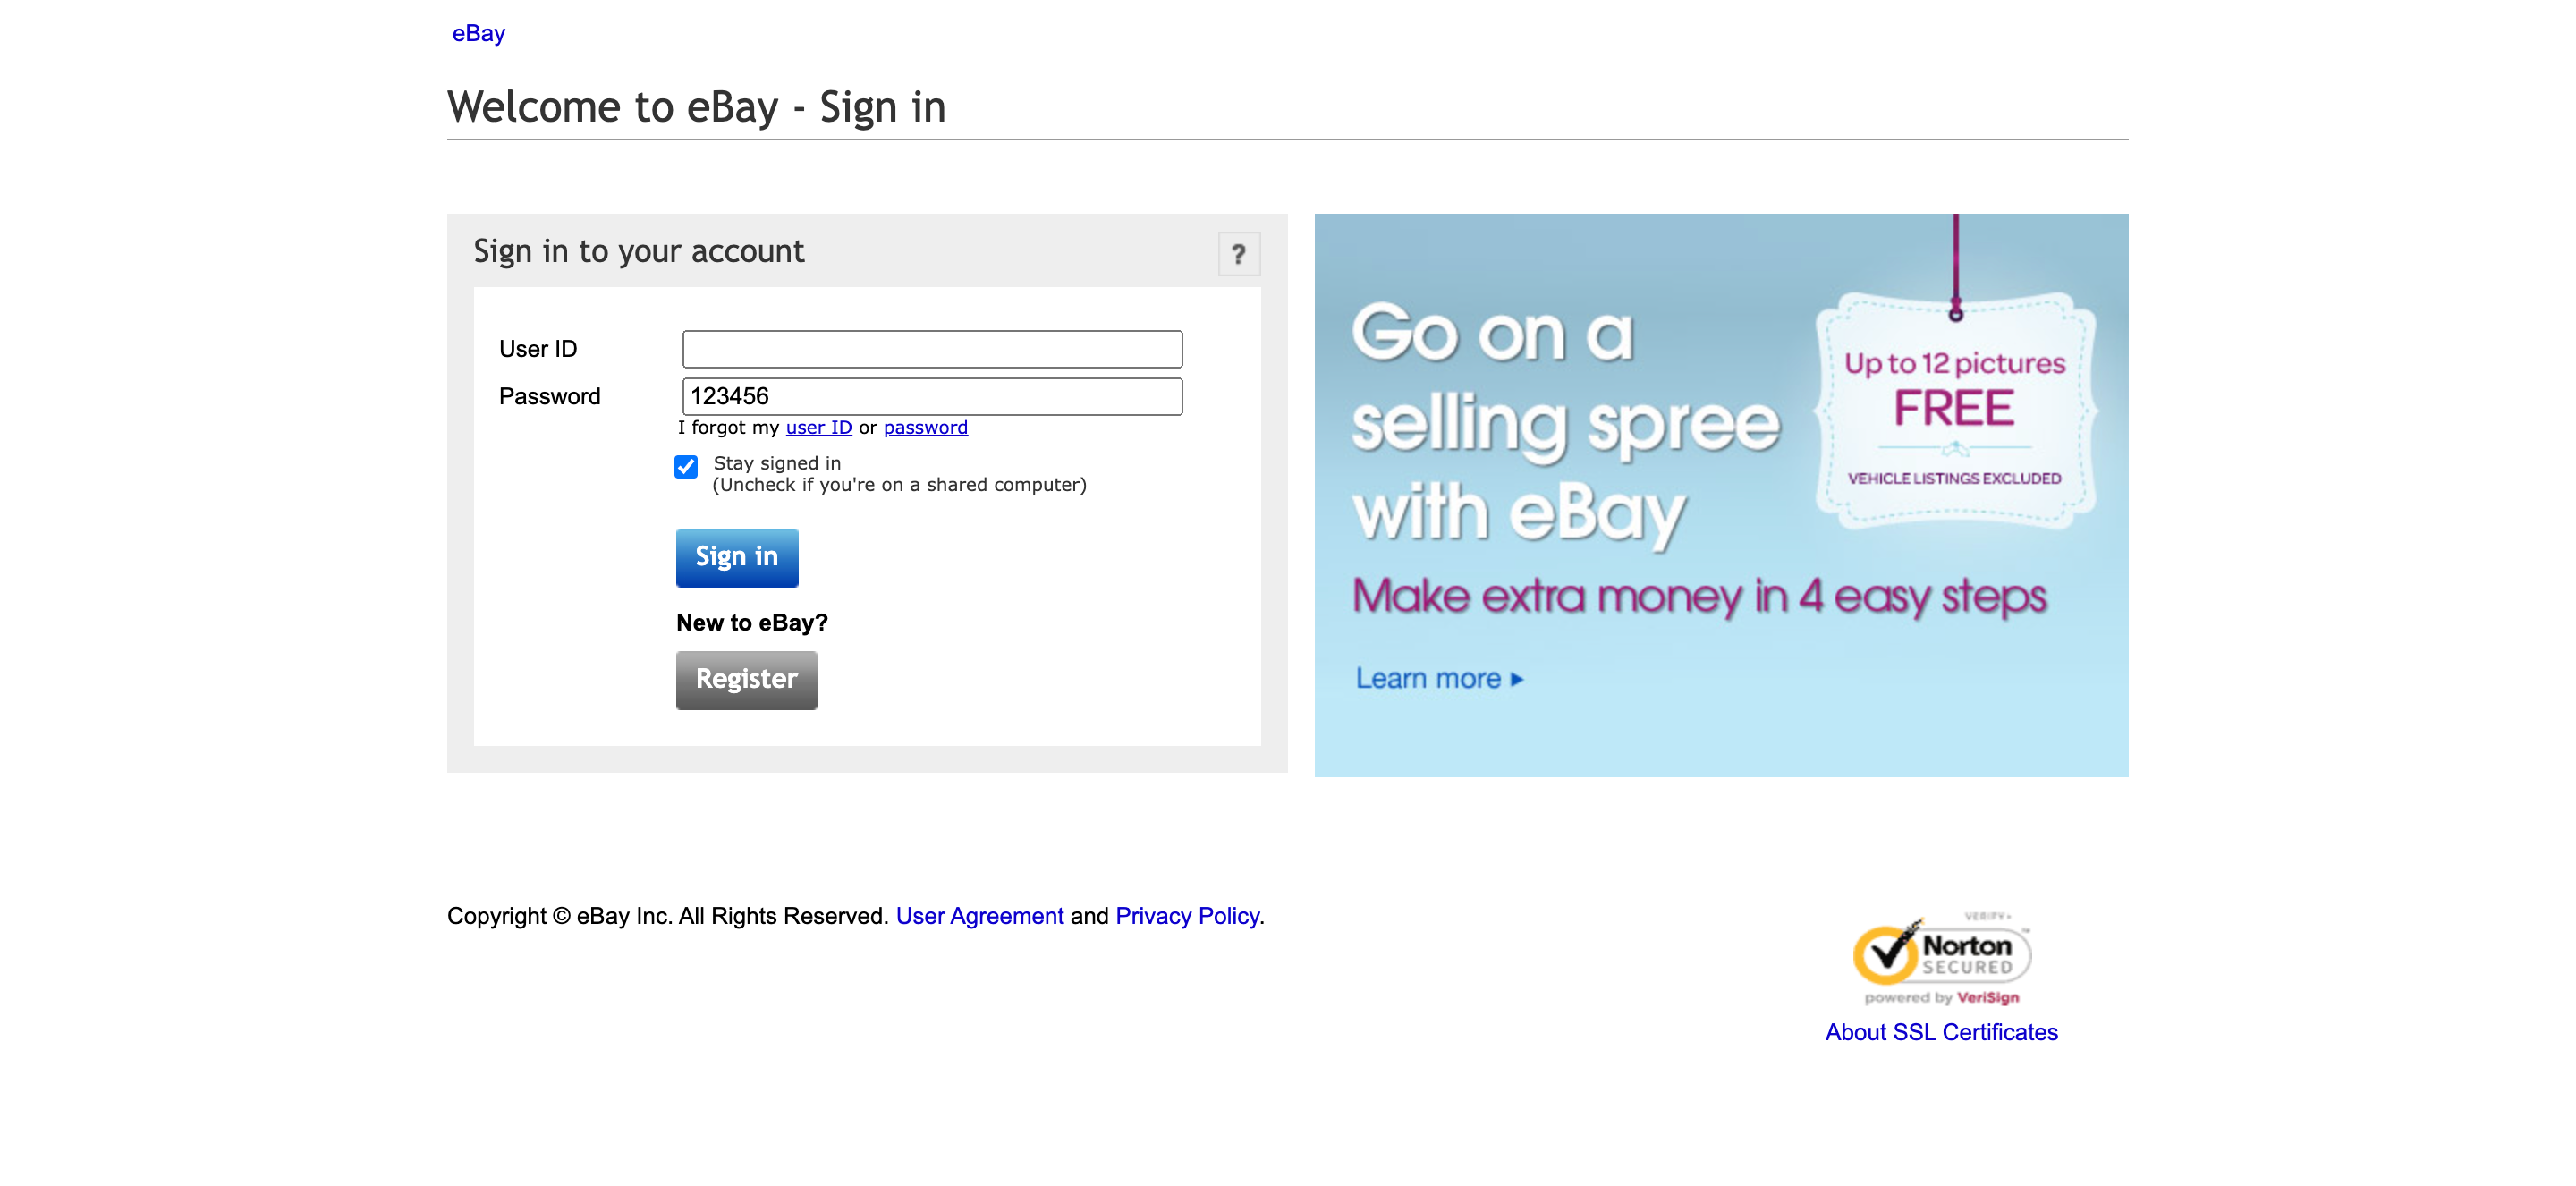 eBay
Welcome to eBay - Sign in
Sign in to your account
?
User ID
Password
123456
I forgot my user ID or password
Stay signed in
(Uncheck if you're on a shared computer)
Sign in
New to eBay?
Register
Go on a
selling spree
with eBay
Make extra money in 4 easy steps
Learn more
Up to 12 pictures
FREE
VEHICLE LISTINGS EXCLUDED
Copyright © eBay Inc. All Rights Reserved. User Agreement and Privacy Policy.
VERIFY
Norton
SECURED
powered by VeriSign
About SSL Certificates